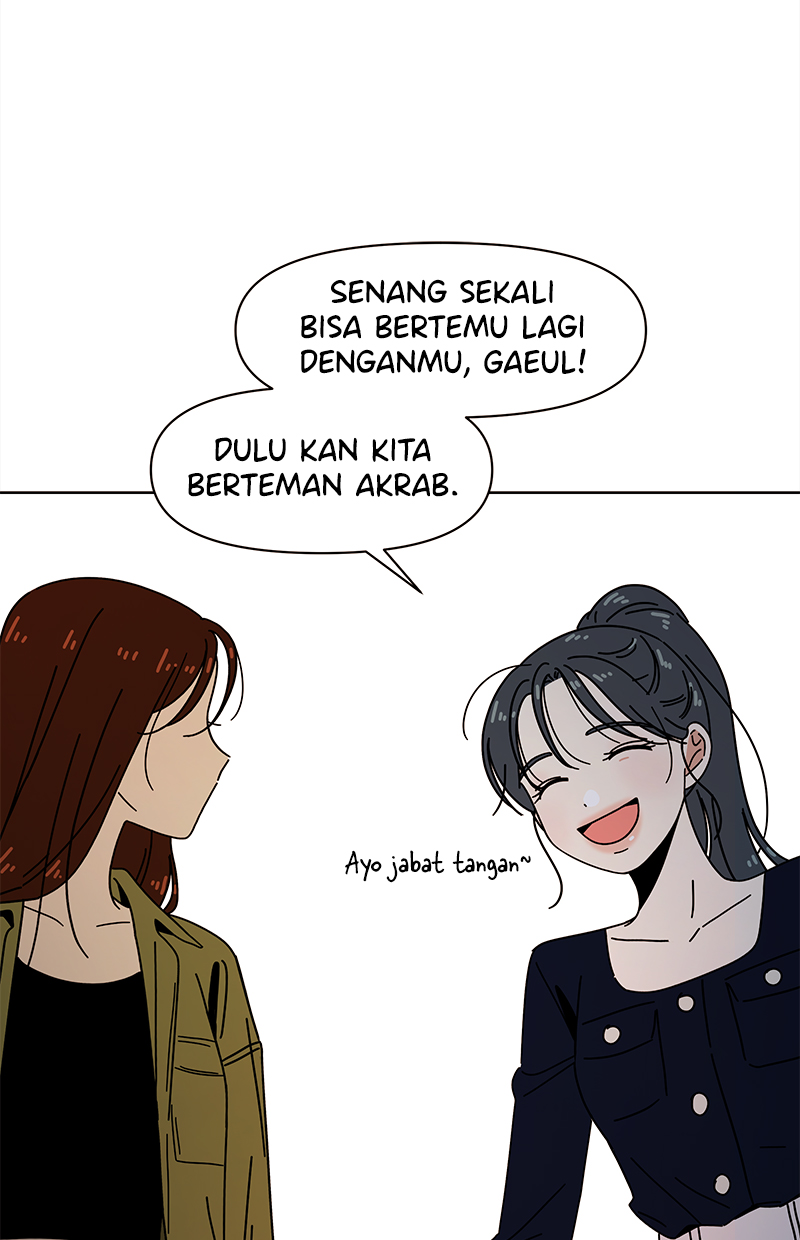 SENANG SEKALI
BISA BERTEMU LAGI
DENGANMU, GAEUL!
DULU KAN KITA
BERTEMAN AKRAB.
Ayo jabat tangan~